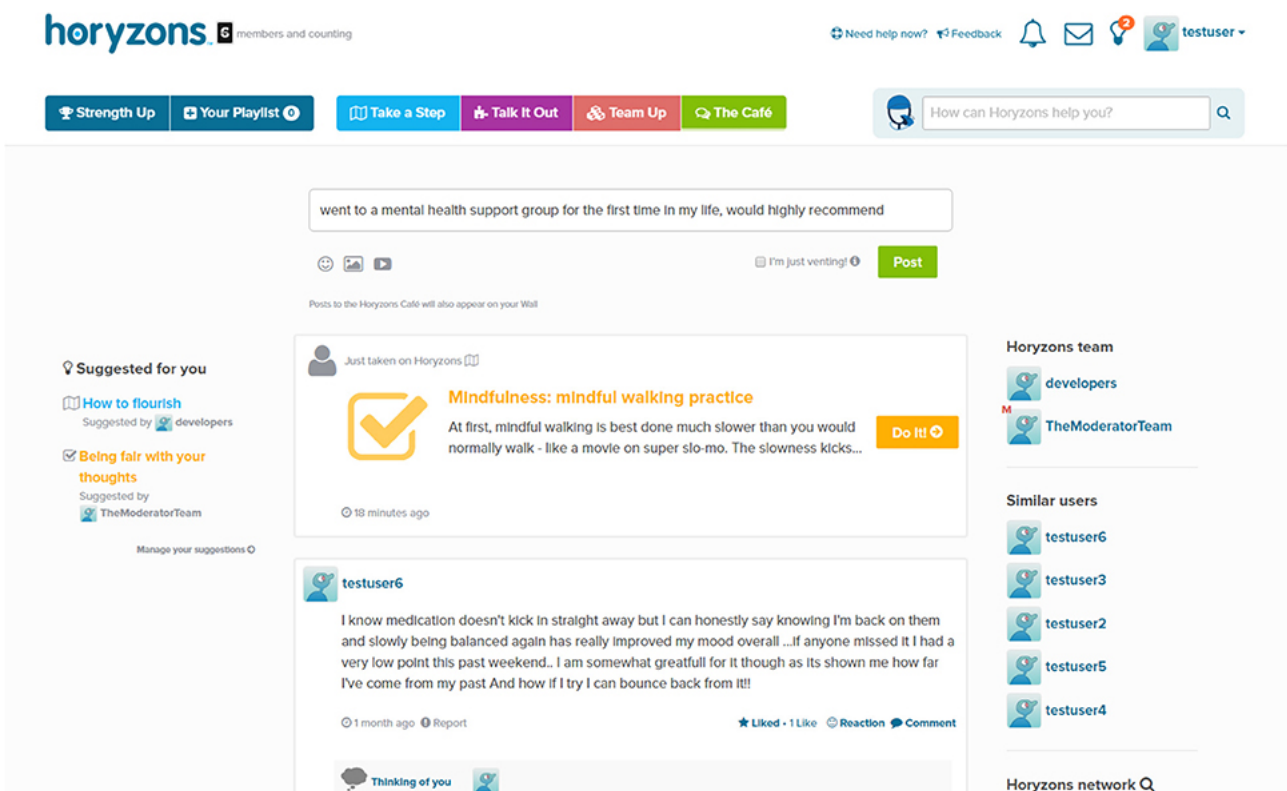 horyzons 6 members and counting
Need help now? Feedback 2 testuser
Strength Up Your Playlist 0 Take a Step Talk It Out Team Up The Café
How can Horyzons help you?
went to a mental health support group for the first time in my life, would highly recommend
I'm just venting! Post
Posts to the Horyzons Café will also appear on your Wall
Suggested for you
How to flourish
Suggested by developers
Being fair with your
thoughts
Suggested by
TheModeratorTeam
Manage your suggestions
Just taken on Horyzons
Mindfulness: mindful walking practice
At first, mindful walking is best done much slower than you would
normally walk - like a movie on super slo-mo. The slowness kicks...
Do It!
18 minutes ago
testuser6
I know medication doesn't kick in straight away but I can honestly say knowing I'm back on them
and slowly being balanced again has really improved my mood overall ...if anyone missed it I had a
very low point this past weekend.. I am somewhat greatfull for it though as its shown me how far
I've come from my past And how if I try I can bounce back from it!!
1 month ago Report Liked • 1 Like Reaction Comment
Thinking of you
Horyzons team
developers
M
TheModeratorTeam
Similar users
testuser6
testuser3
testuser2
testuser5
testuser4
Horyzons network